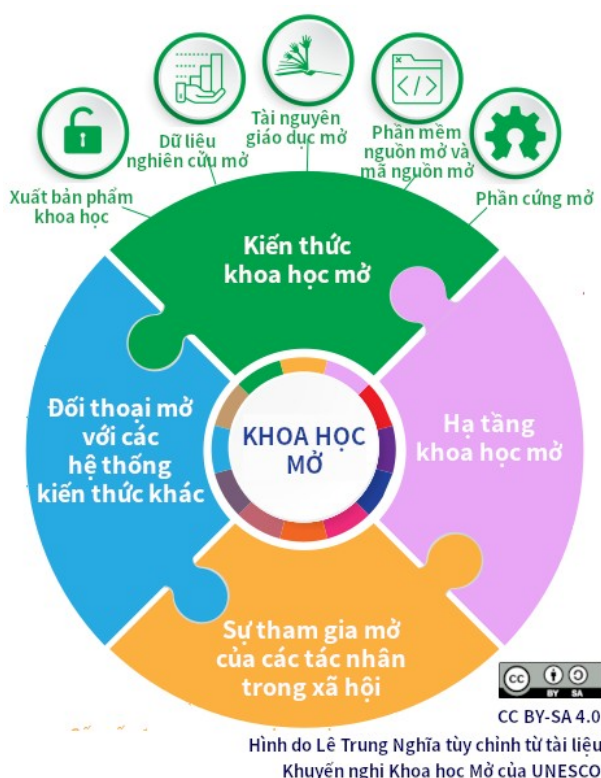 Xuất bản phẩm
khoa học
Dữ liệu
nghiên cứu mở
Tài nguyên
giáo dục mở
</>
Phần mềm
nguồn mở và
mã nguồn mở
Phần cứng mở
Kiến thức
khoa học mở
Đối thoại mở
với các
hệ thống
kiến thức khác
KHOA HỌC
MỞ
Hạ tầng
khoa học mở
Sự tham gia mở
của các tác nhân
trong xã hội
cc
BY SA
CC BY-SA 4.0
Hình do Lê Trung Nghĩa tùy chỉnh từ tài liệu
Khuyến nghị Khoa học Mở của UNESCO